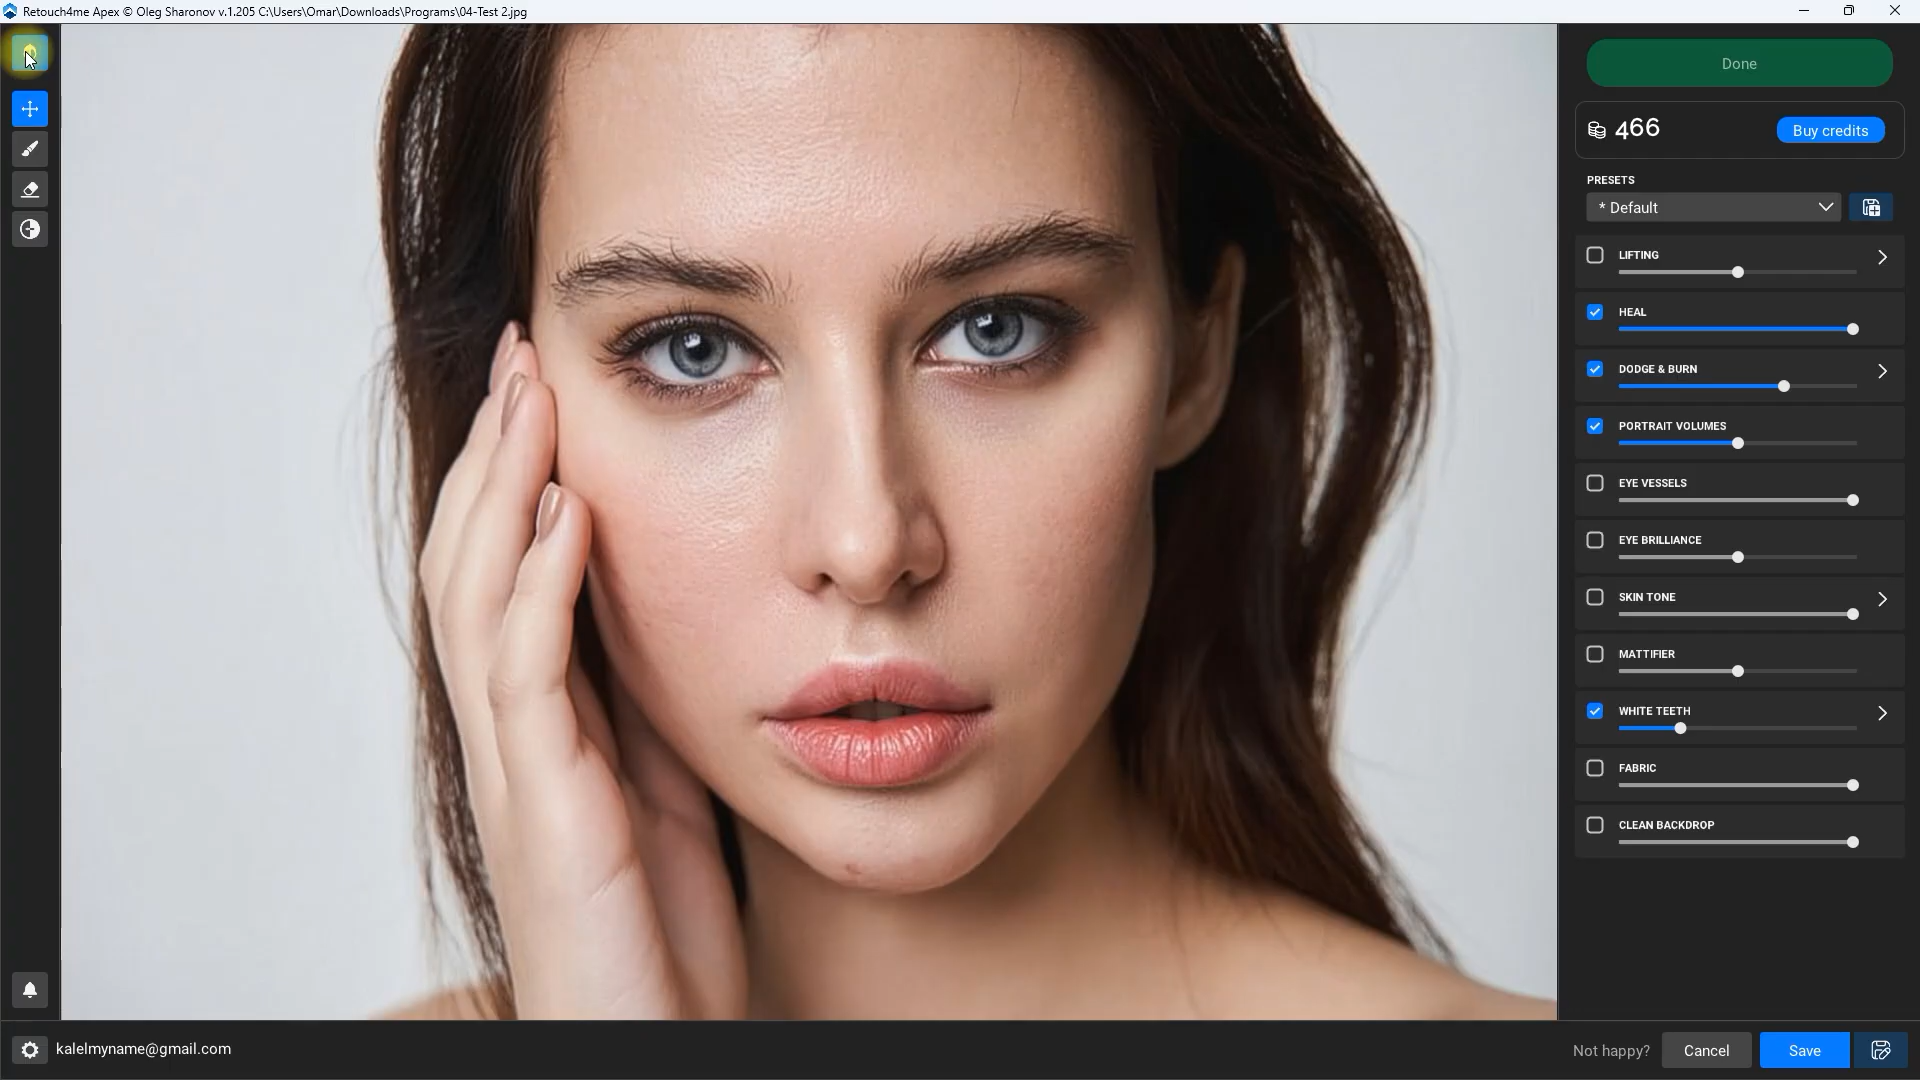 Retouch4me Apex © Oleg Sharonov v.1.205 C:\Users\Omar\Downloads\Programs\04-Test 2.jpg
Done
466
Buy credits
PRESETS
* Default
LIFTING
HEAL
DODGE & BURN
PORTRAIT VOLUMES
EYE VESSELS
EYE BRILLIANCE
SKIN TONE
MATTIFIER
WHITE TEETH
FABRIC
CLEAN BACKDROP
kalelmyname@gmail.com
Not happy?
Cancel
Save